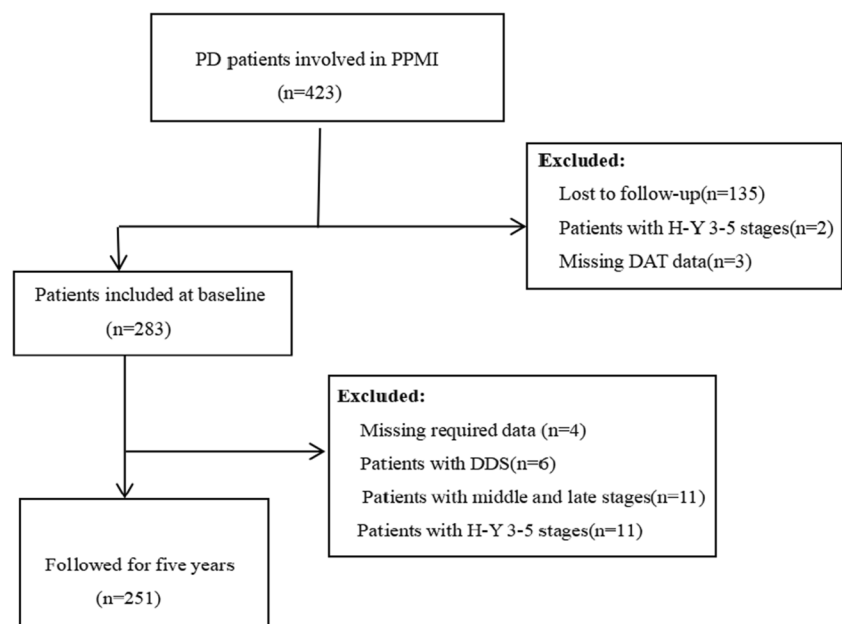 PD patients involved in PPMI
(n=423)
Excluded:
Lost to follow-up(n=135)
Patients with H-Y 3-5 stages(n=2)
Missing DAT data(n=3)
Patients included at baseline
(n=283)
Excluded:
Missing required data (n=4)
Patients with DDS(n=6)
Patients with middle and late stages(n=11)
Patients with H-Y 3-5 stages(n=11)
Followed for five years
(n=251)